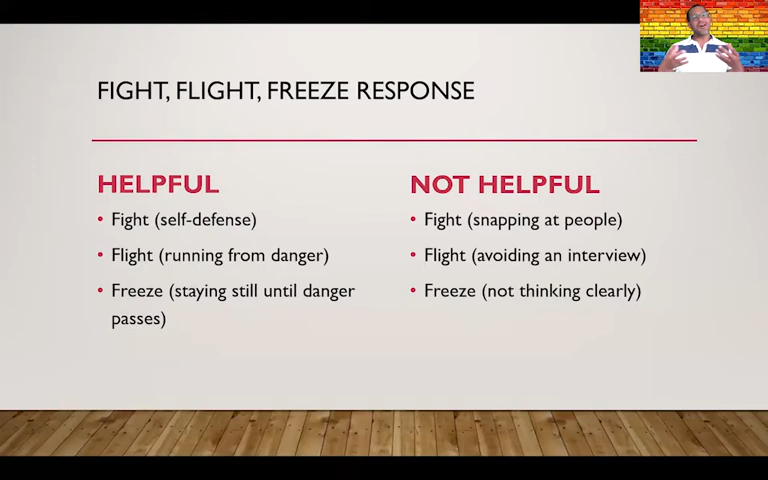 FIGHT, FLIGHT, FREEZE RESPONSE
HELPFUL
• Fight (self-defense)
• Flight (running from danger)
• Freeze (staying still until danger
passes)
NOT HELPFUL
• Fight (snapping at people)
• Flight (avoiding an interview)
• Freeze (not thinking clearly)